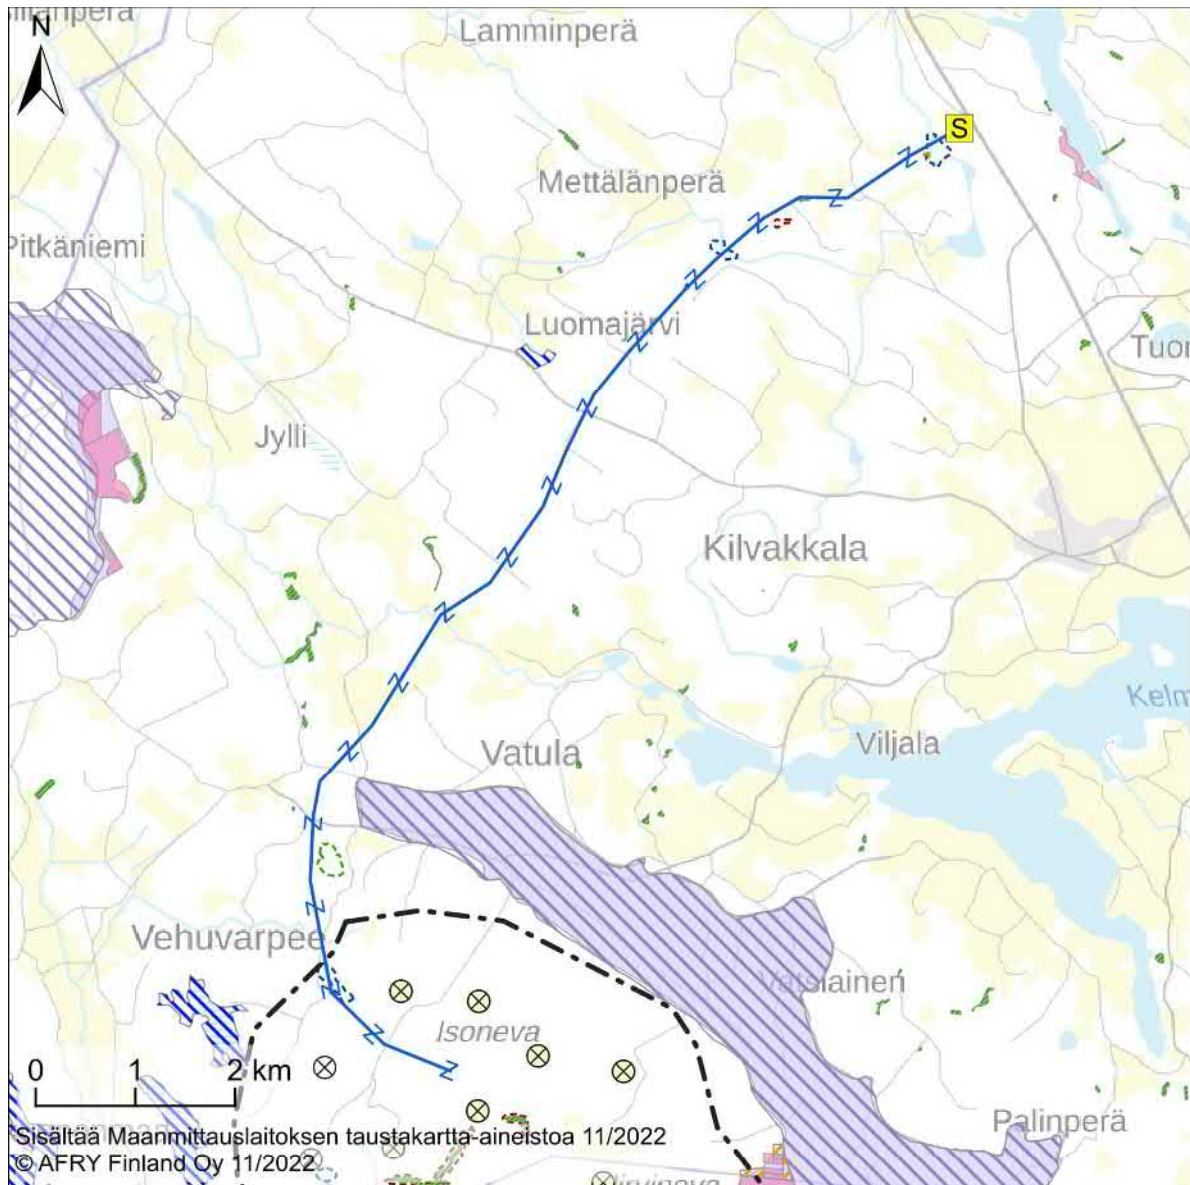 Lamminperä
N
S
Mettälänperä
Pitkäniemi
Luomajärvi
Tuor
Jylli
Kilvakkala
Kelm
Viljala
Vatula
Vehuvarpee
Isoneva
0 1 2 km
Palinperä
Sisältää Maanmittauslaitoksen taustakartta-aineistoa 11/2022
© AFRY Finland Oy 11/2022